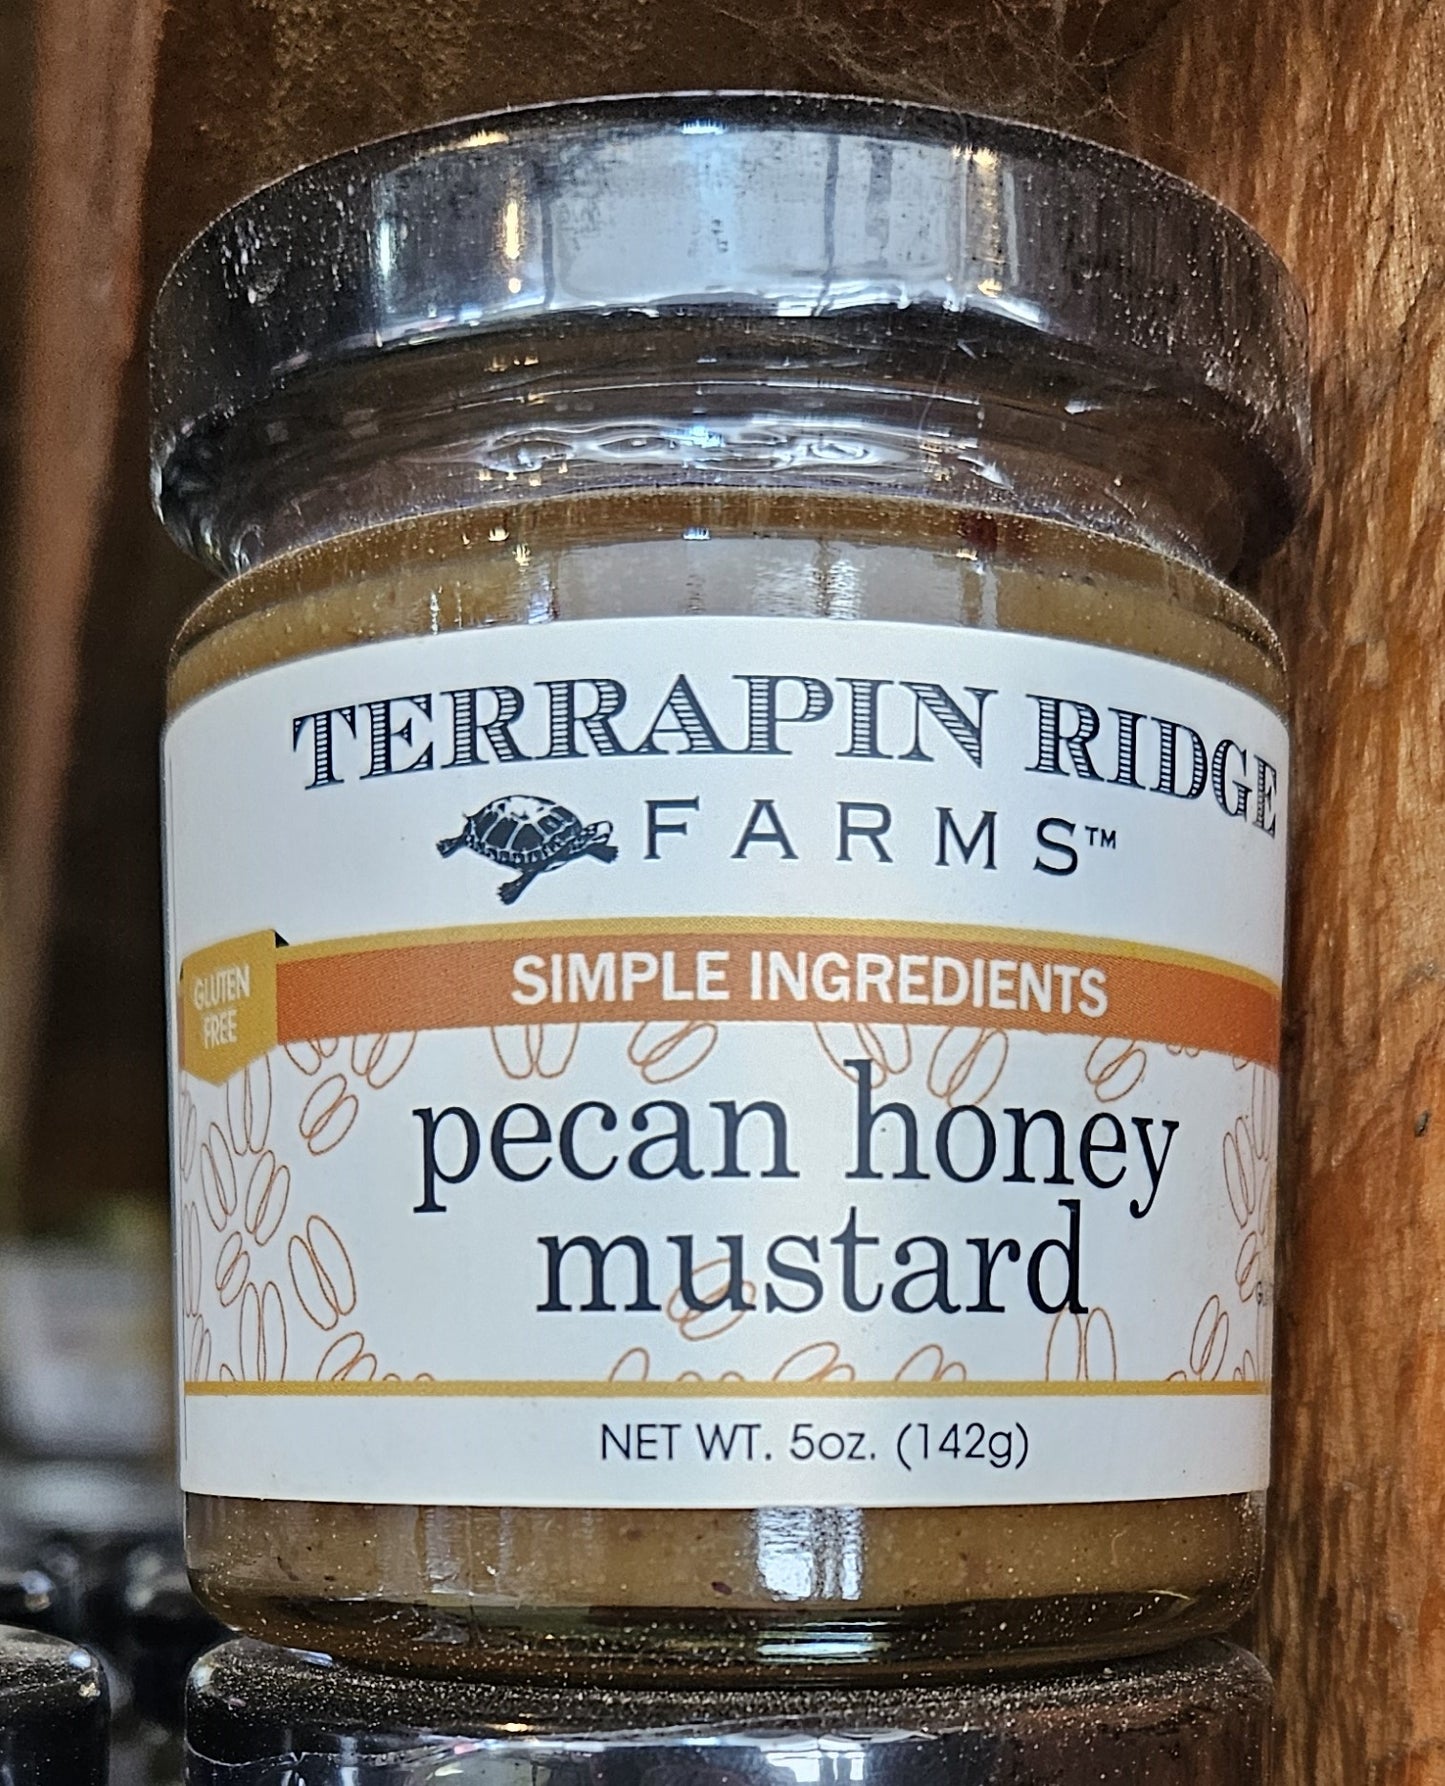 TERRAPIN RIDGE
FARMS™
GLUTEN
FREE
SIMPLE INGREDIENTS
pecan honey
mustard
NET WT. 5oz. (142g)